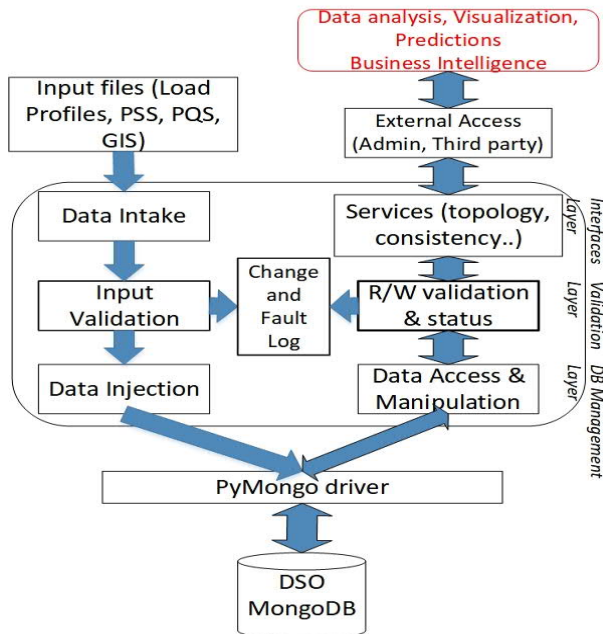 Data analysis, Visualization,
Predictions
Business Intelligence
Input files (Load
Profiles, PSS, PQS,
GIS)
External Access
(Admin, Third party)
Data Intake
Services (topology,
consistency..)
Interfaces
Layer
Input
Validation
Change
and
Fault
Log
R/W validation
& status
Validation
Layer
Data Injection
Data Access &
Manipulation
DB Management
Layer
PyMongo driver
DSO
MongoDB